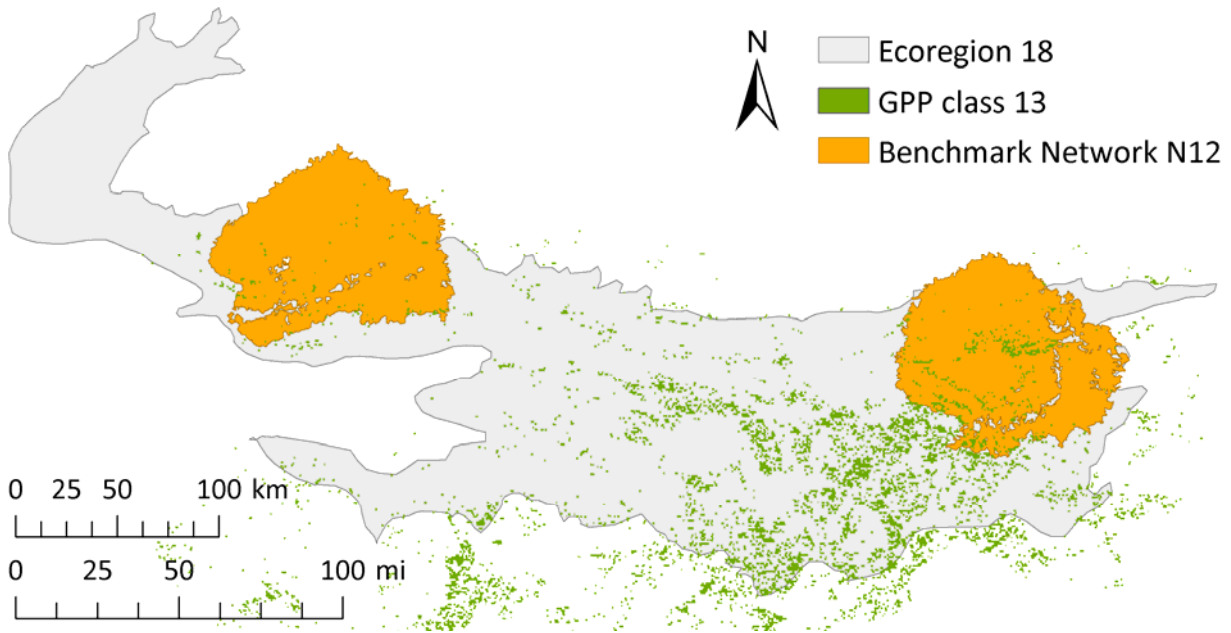 N
Ecoregion 18
GPP class 13
Benchmark Network N12
0 25 50 100 km
0 25 50 100 mi